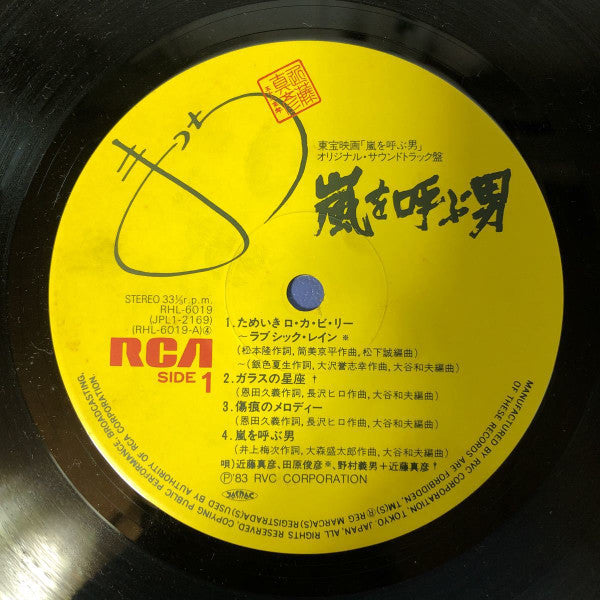 近藤
真彦
まっち
東宝映画「嵐を呼ぶ男」
オリジナル・サウンドトラック盤
嵐を呼ぶ男
STEREO 33⅓r.p.m.
RHL-6019
(JPL1-2169)
(RHL-6019-A)④
RCA
SIDE 1
1.ためいきロ・カ・ビ・リー
~ラブシック・レイン ※
(松本隆作詞, 筒美京平作曲, 松下誠編曲)
~(銀色夏生作詞, 大沢誉志幸作曲, 大谷和夫編曲)
2.ガラスの星座 †
(恩田久義作詞, 長沢ヒロ作曲, 大谷和夫編曲)
3.傷痕のメロディー
(恩田久義作詞, 長沢ヒロ作曲, 大谷和夫編曲)
4.嵐を呼ぶ男
(井上梅次作詞, 大森盛太郎作曲, 大谷和夫編曲)
唄)近藤真彦, 田原俊彦※, 野村義男+近藤真彦†
Ⓟ'83 RVC CORPORATION
JASRAC
MANUFACTURED BY RVC CORPORATION, TOKYO, JAPAN, ALL RIGHTS RESERVED, COPYING PUBLIC PERFORMANCE, BROADCASTING,
OF THESE RECORDS ARE FORBIDDEN, TM(S) ® REG MARCA(S) REGISTRADA(S) USED BY AUTHORITY OF RCA CORPORATION.